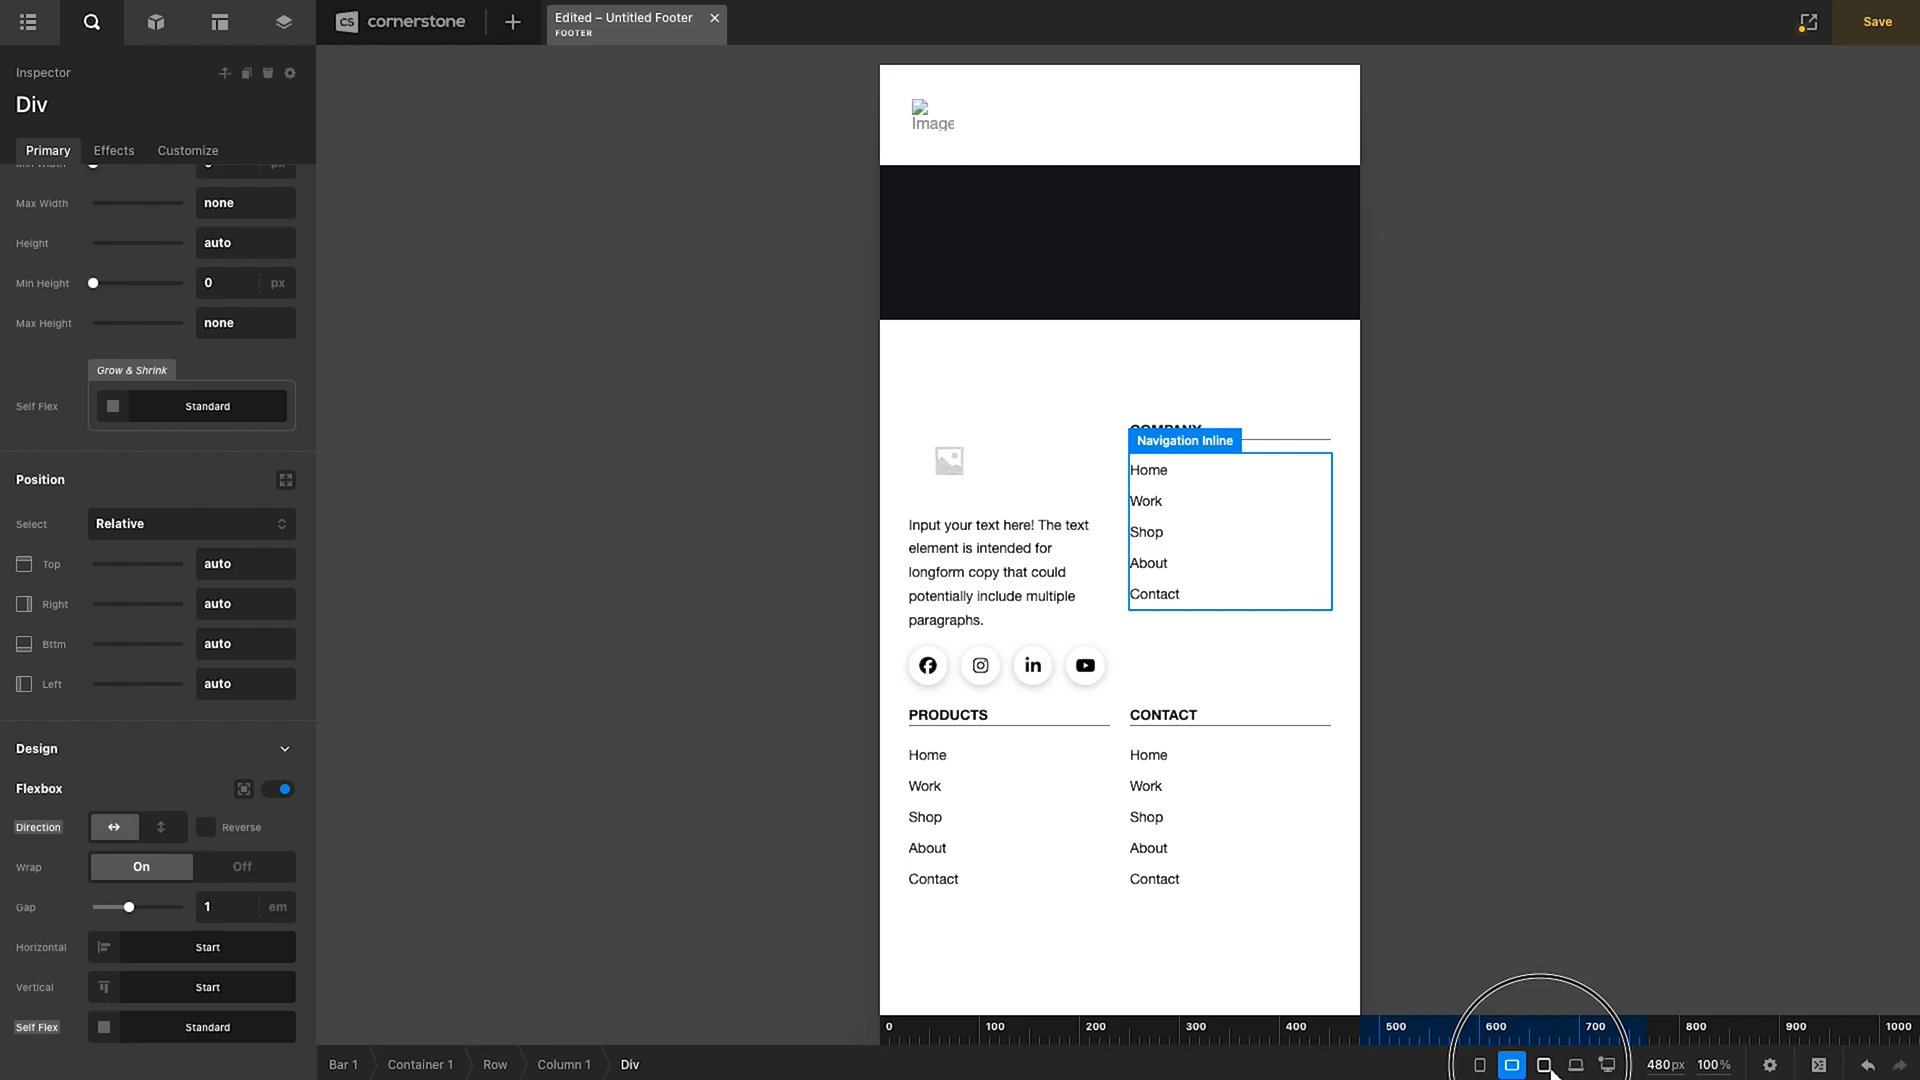 cornerstone
Edited – Untitled Footer
FOOTER
Save
Inspector
Div
Primary
Effects
Customize
Min Width
px
Max Width
none
Height
auto
Min Height
0
px
Max Height
none
Grow & Shrink
Self Flex
Standard
Position
Select
Relative
Top
auto
Right
auto
Bttm
auto
Left
auto
Design
Flexbox
Direction
Reverse
Wrap
On
Off
Gap
1
em
Horizontal
Start
Vertical
Start
Self Flex
Standard
Image
COMPANY
Navigation Inline
Home
Work
Shop
About
Contact
Input your text here! The text
element is intended for
longform copy that could
potentially include multiple
paragraphs.
PRODUCTS
Home
Work
Shop
About
Contact
CONTACT
Home
Work
Shop
About
Contact
0 100 200 300 400 500 600 700 800 900 1000
Bar 1
Container 1
Row
Column 1
Div
480px
100%